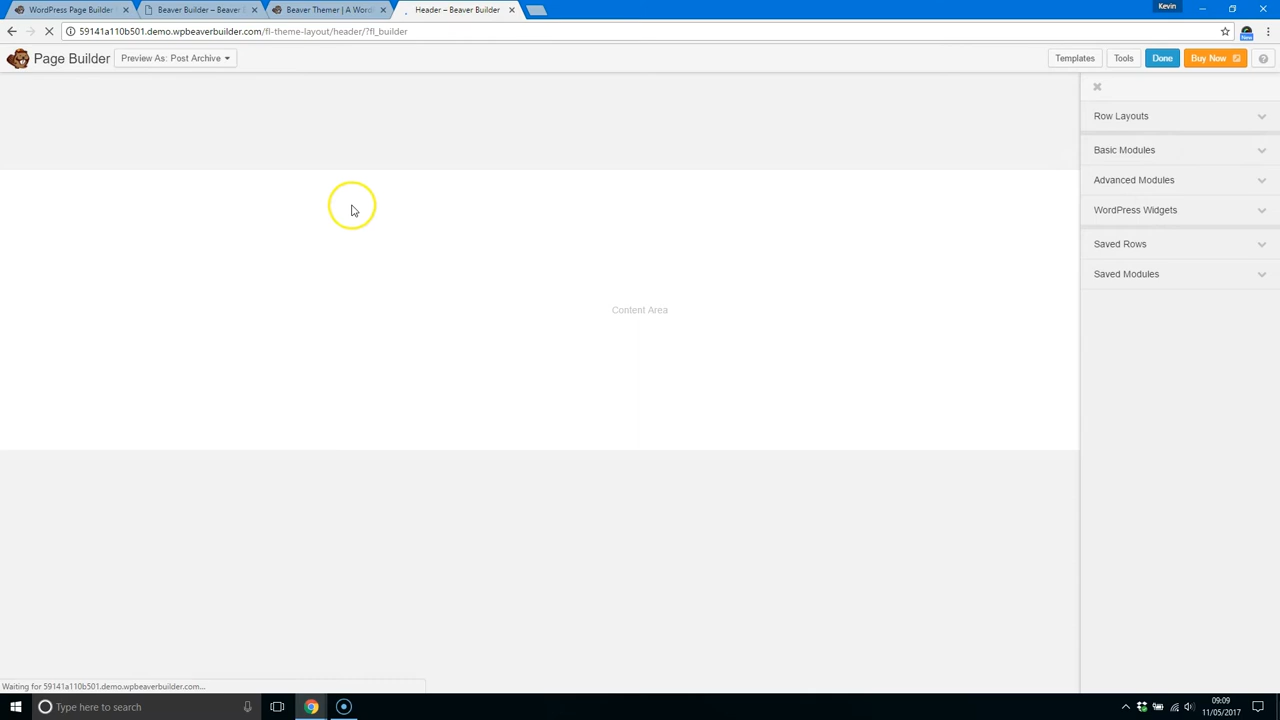 WordPress Page Builder
Beaver Builder – Beaver
Beaver Themer | A Word
Header – Beaver Builder
Kevin
59141a110b501.demo.wpbeaverbuilder.com/fl-theme-layout/header/?fl_builder
New
Page Builder
Preview As: Post Archive
Templates
Tools
Done
Buy Now
Row Layouts
Basic Modules
Advanced Modules
WordPress Widgets
Saved Rows
Saved Modules
Content Area
Waiting for 59141a110b501.demo.wpbeaverbuilder.com...
Type here to search
09:09
11/05/2017